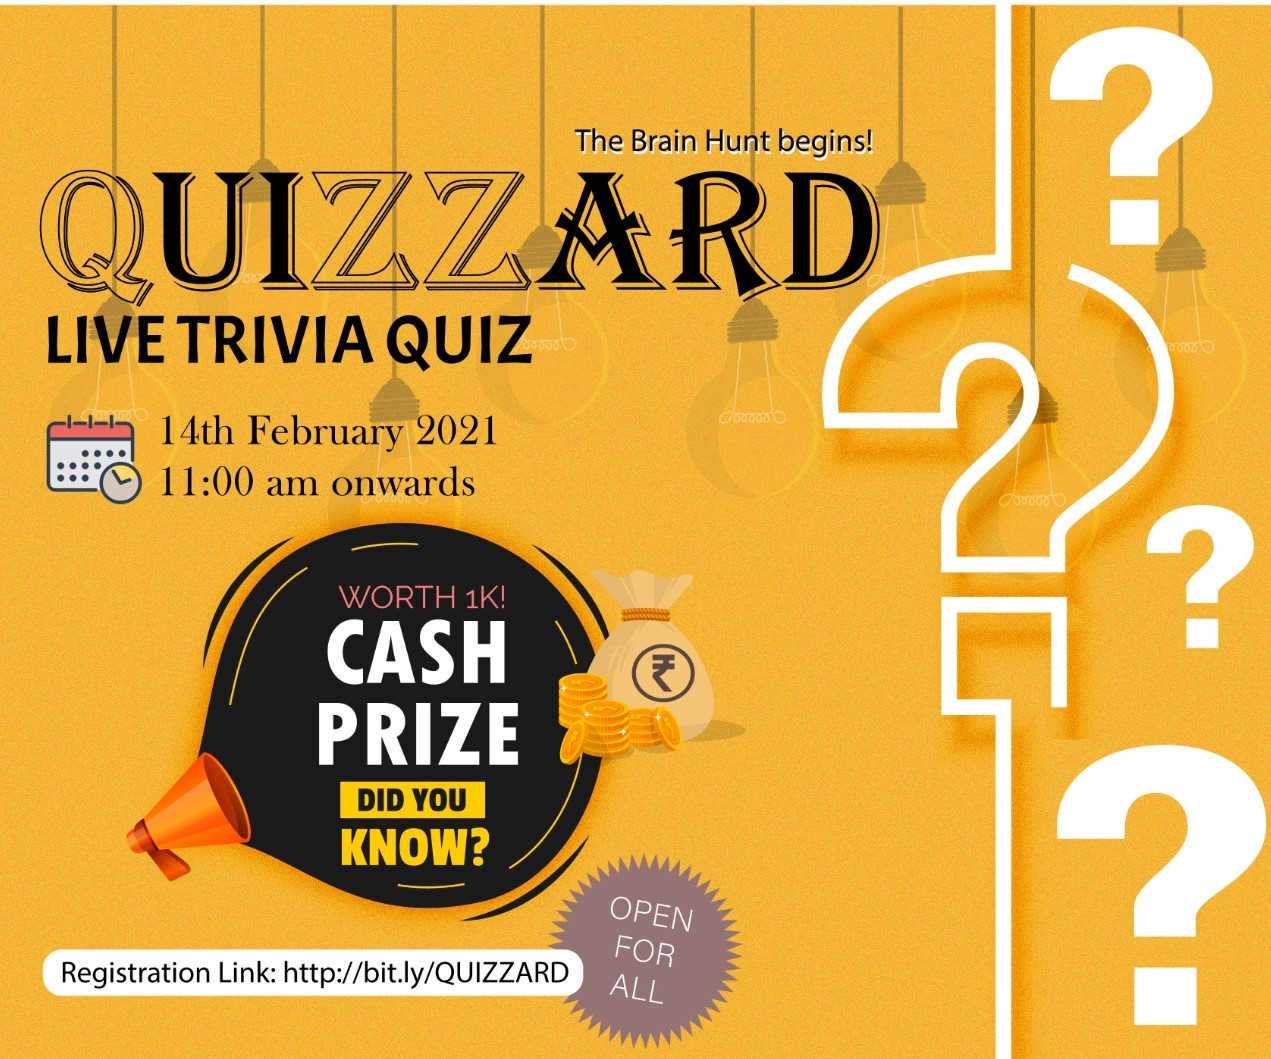 The Brain Hunt begins!
QUIZZARD
LIVE TRIVIA QUIZ
14th February 2021
11:00 am onwards
WORTH 1K!
CASH
PRIZE
DID YOU
KNOW?
₹
OPEN
FOR
ALL
Registration Link: http://bit.ly/QUIZZARD
?
?
?
?